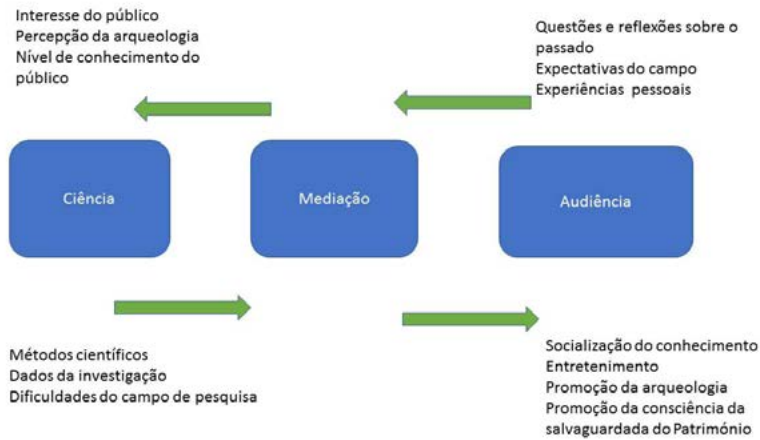 Interesse do público
Percepção da arqueologia
Nível de conhecimento do
público
Questões e reflexões sobre o
passado
Expectativas do campo
Experiências pessoais
Ciência
Mediação
Audiência
Métodos científicos
Dados da investigação
Dificuldades do campo de pesquisa
Socialização do conhecimento
Entretenimento
Promoção da arqueologia
Promoção da consciência da
salvaguardada do Património